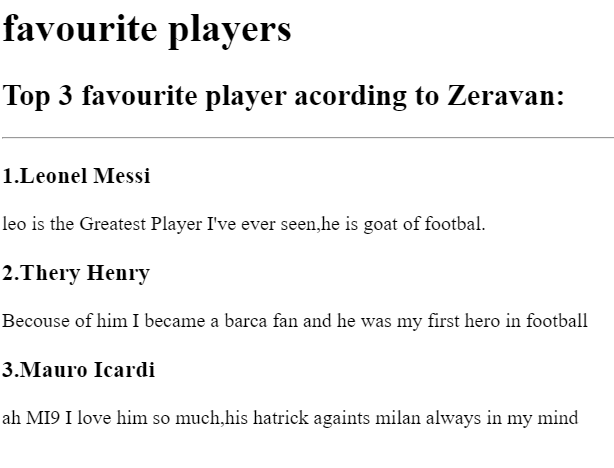 favourite players
Top 3 favourite player acording to Zeravan:
1.Leonel Messi
leo is the Greatest Player I've ever seen,he is goat of footbal.
2.Thery Henry
Becouse of him I became a barca fan and he was my first hero in football
3.Mauro Icardi
ah MI9 I love him so much,his hatrick againts milan always in my mind